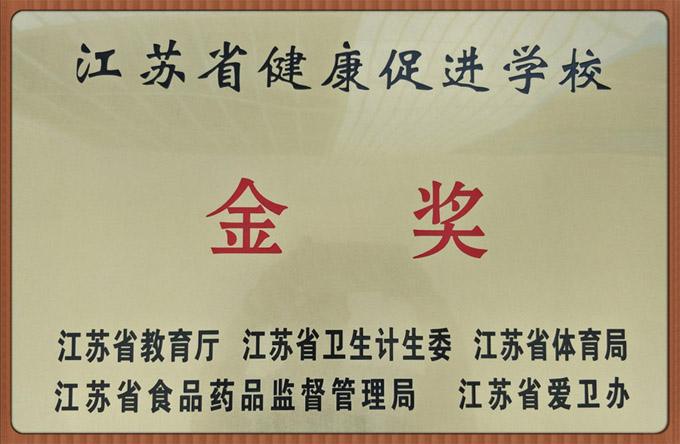 江苏省健康促进学校
金奖
江苏省教育厅 江苏省卫生计生委 江苏省体育局
江苏省食品药品监督管理局 江苏省爱卫办